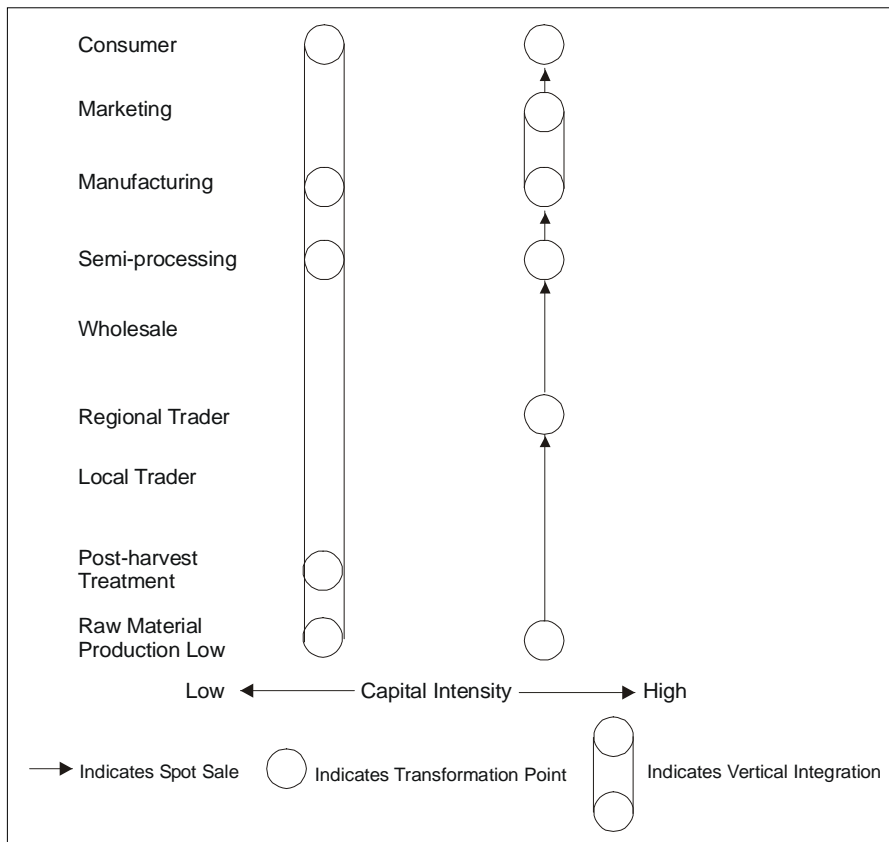 Consumer
Marketing
Manufacturing
Semi-processing
Wholesale
Regional Trader
Local Trader
Post-harvest
Treatment
Raw Material
Production Low
Low Capital Intensity High
Indicates Spot Sale Indicates Transformation Point Indicates Vertical Integration